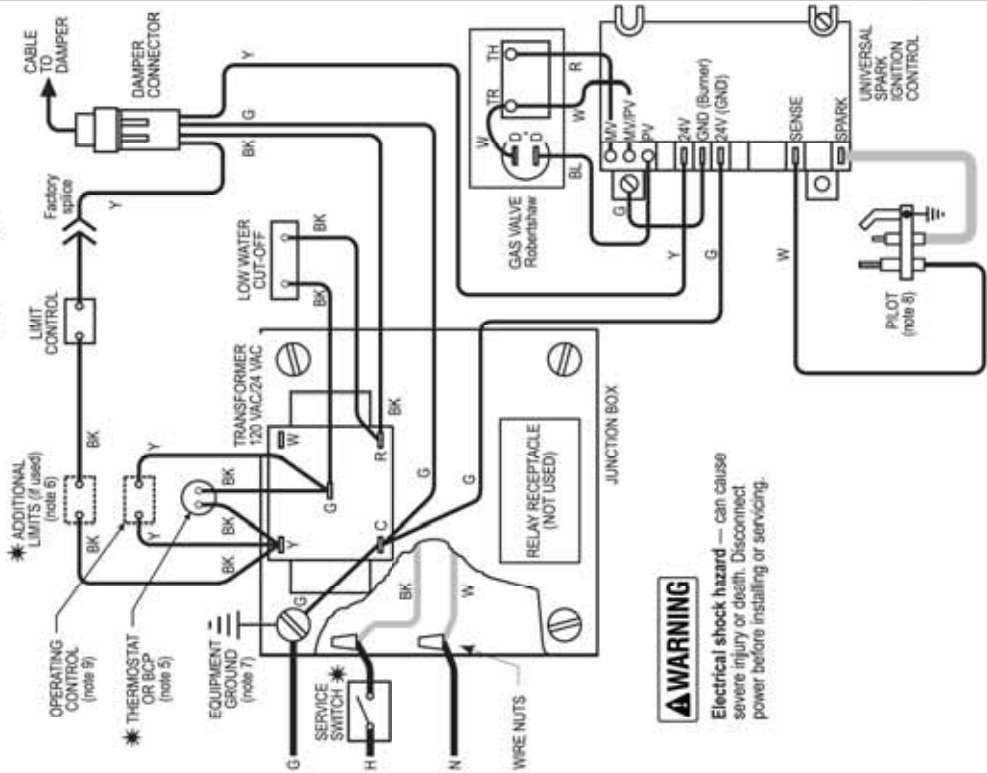 CABLE
TO
DAMPER
DAMPER
CONNECTOR
Y
G
BK
Factory
splice
Y
LIMIT
CONTROL
BK
✷ ADDITIONAL
LIMITS (if used)
(note 6)
BK
OPERATING
CONTROL
(note 9)
Y
Y
✷ THERMOSTAT
OR BCP
(note 5)
BK
BK
BK
EQUIPMENT
GROUND
(note 7)
G
SERVICE
SWITCH ✷
G
H
N
WIRE NUTS
BK
W
TRANSFORMER
120 VAC/24 VAC
W
G
R
Y
C
BK
G
G
LOW WATER
CUT-OFF
BK
BK
RELAY RECEPTACLE
(NOT USED)
JUNCTION BOX
GAS VALVE
Robertshaw
TH
TR
D
D
W
R
W
BL
G
MV
MV/PV
PV
24V
GND (Burner)
24V (GND)
SENSE
SPARK
Y
G
W
UNIVERSAL
SPARK
IGNITION
CONTROL
PILOT
(note 8)
WARNING
Electrical shock hazard — can cause
severe injury or death. Disconnect
power before installing or servicing.